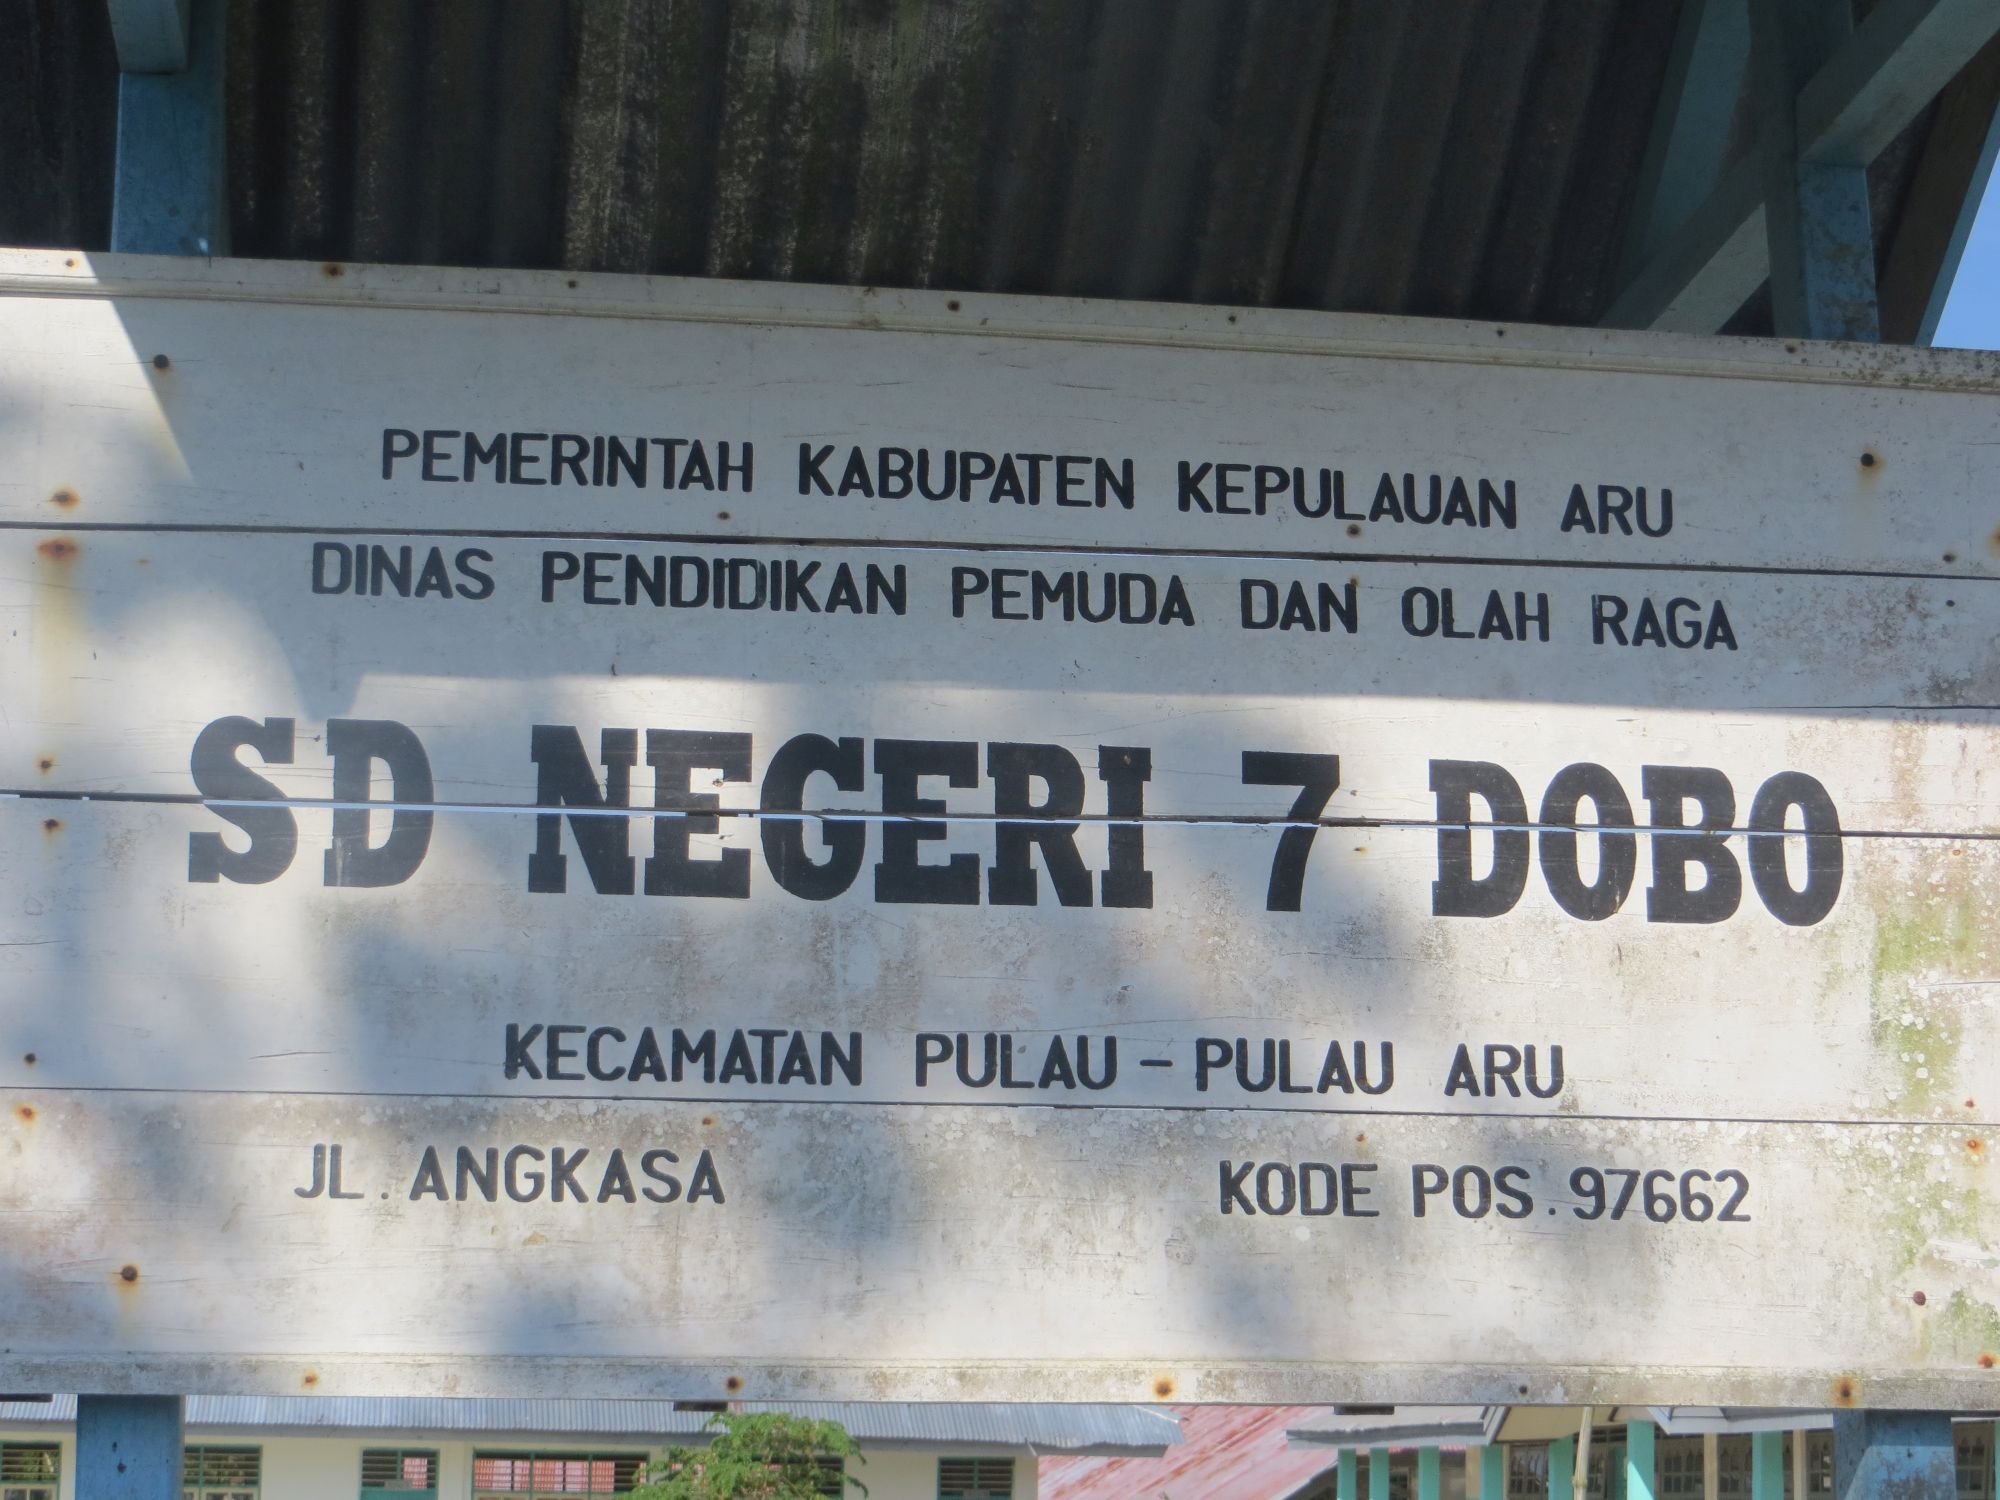 PEMERINTAH KABUPATEN KEPULAUAN ARU
DINAS PENDIDIKAN PEMUDA DAN OLAH RAGA
SD NEGERI 7 DOBO
KECAMATAN PULAU - PULAU ARU
JL. ANGKASA KODE POS. 97662